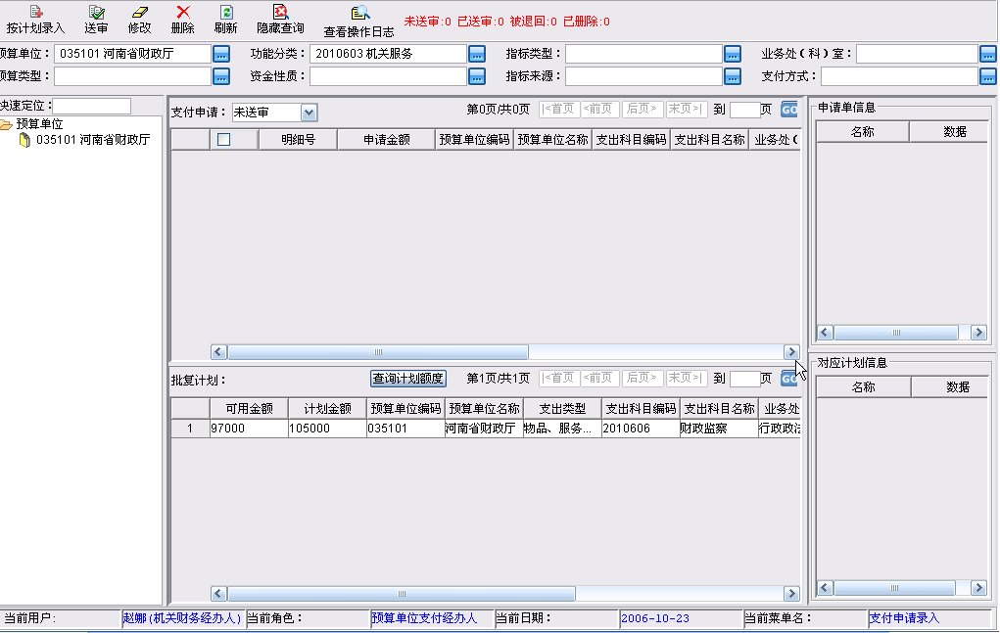 按计划录入 送审 修改 删除 刷新 隐藏查询 查看操作日志 未送审:0 已送审:0 被退回:0 已删除:0
预算单位: 035101 河南省财政厅 功能分类: 2010603 机关服务 指标类型: 业务处(科)室:
预算类型: 资金性质: 指标来源: 支付方式:
快速定位:
预算单位
035101 河南省财政厅
支付申请: 未送审 第0页/共0页 |<首页 <前页 后页> 末页>| 到 页 GO
明细号 申请金额 预算单位编码 预算单位名称 支出科目编码 支出科目名称 业务处(
批复计划: 查询计划额度 第1页/共1页 |<首页 <前页 后页> 末页>| 到 页 GO
可用金额 计划金额 预算单位编码 预算单位名称 支出类型 支出科目编码 支出科目名称 业务处
1 97000 105000 035101 河南省财政厅 物品、服务... 2010606 财政监察 行政政法
申请单信息
名称 数据
对应计划信息
名称 数据
当前用户: 赵娜(机关财务经办人) 当前角色: 预算单位支付经办人 当前日期: 2006-10-23 当前菜单名: 支付申请录入